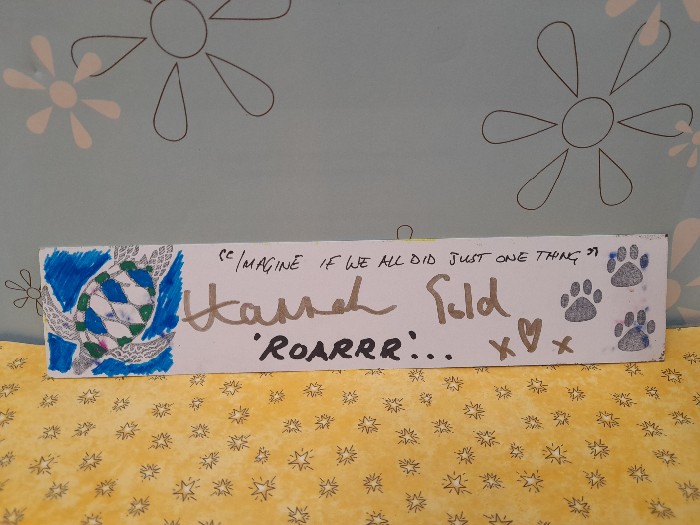 "IMAGINE IF WE ALL DID JUST ONE THING"
Hannah Gold
'ROARRR'...
x♡x